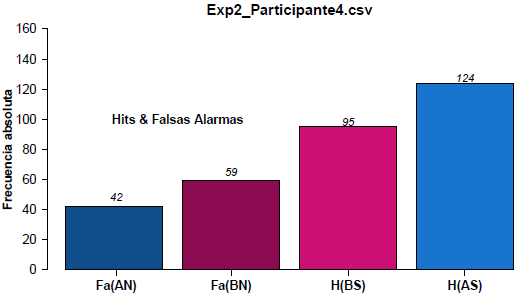 Exp2_Participante4.csv
Frecuencia absoluta
160
140
120
100
80
60
40
20
0
Hits & Falsas Alarmas
42
59
95
124
Fa(AN)
Fa(BN)
H(BS)
H(AS)